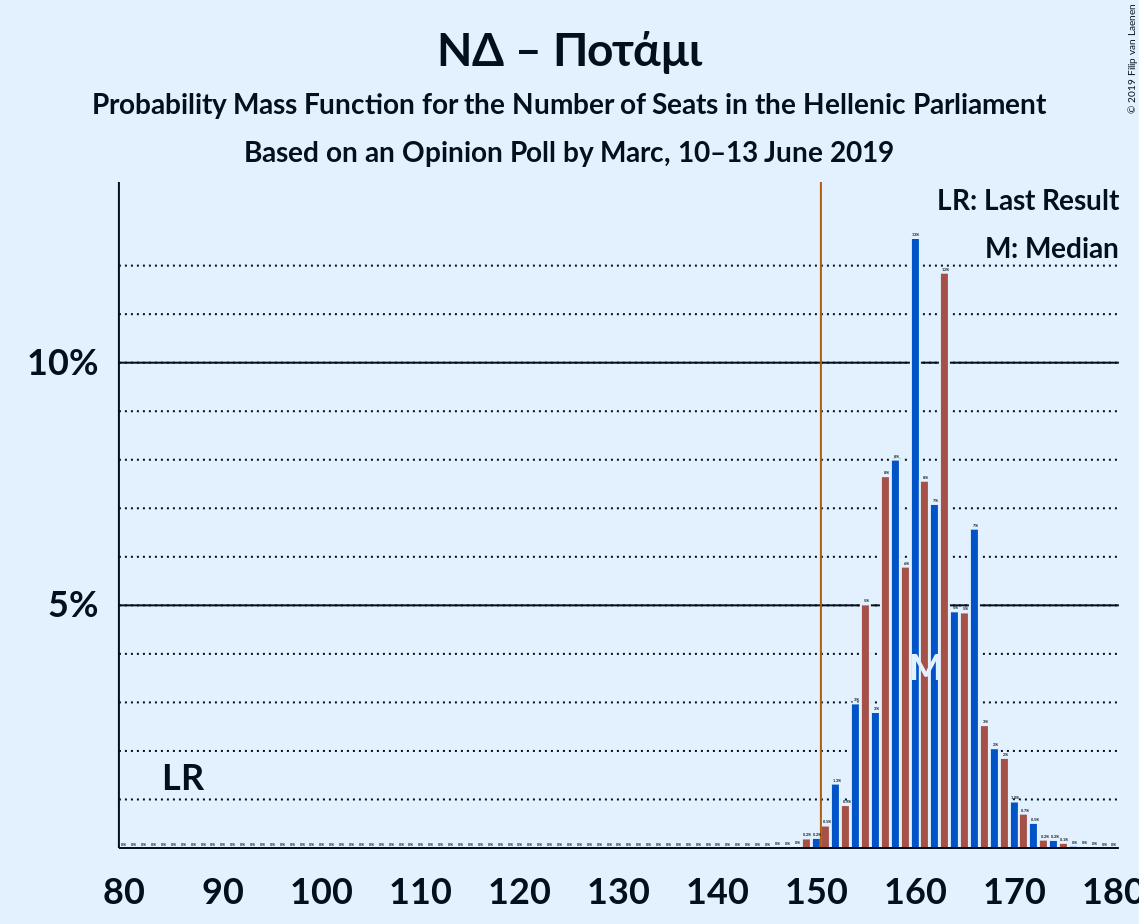 ΝΔ – Ποτάμι
Probability Mass Function for the Number of Seats in the Hellenic Parliament
Based on an Opinion Poll by Marc, 10–13 June 2019
© 2019 Filip van Laenen
LR: Last Result
M: Median
10%
5%
M
LR
80 90 100 110 120 130 140 150 160 170 180